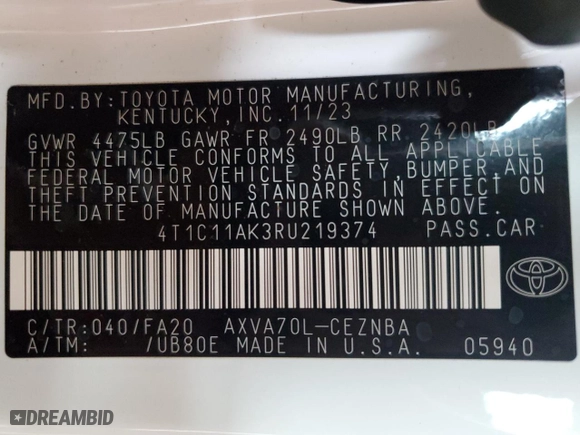 MFD.BY:TOYOTA MOTOR MANUFACTURING,
KENTUCKY,INC.11/23
GVWR 4475LB GAWR FR 2490LB RR 2420LB
THIS VEHICLE CONFORMS TO ALL APPLICABLE
FEDERAL MOTOR VEHICLE SAFETY,BUMPER,AND
THEFT PREVENTION STANDARDS IN EFFECT ON
THE DATE OF MANUFACTURE SHOWN ABOVE.
4T1C11AK3RU219374 PASS.CAR
C/TR:040/FA20 AXVA70L-CEZNBA
A/TM: /UB80E MADE IN U.S.A. 05940
DREAMBID